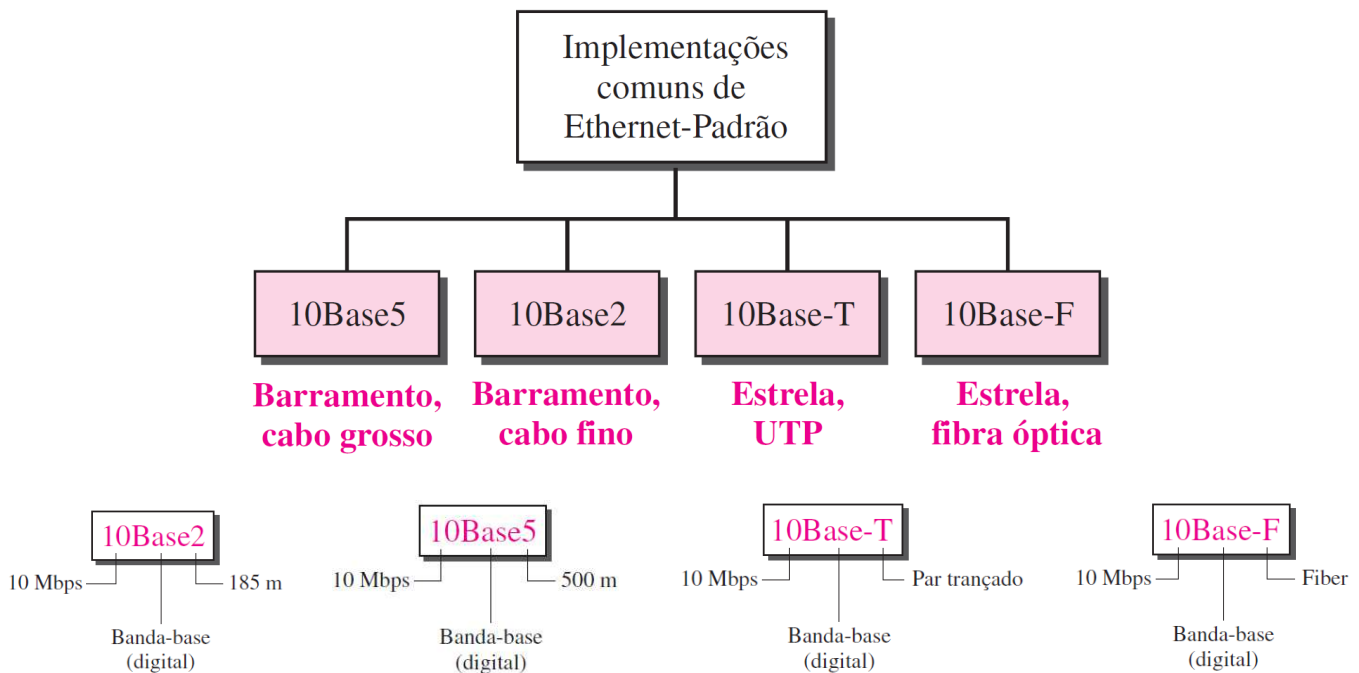 Implementações
comuns de
Ethernet-Padrão
10Base5
10Base2
10Base-T
10Base-F
Barramento,
cabo grosso
Barramento,
cabo fino
Estrela,
UTP
Estrela,
fibra óptica
10Base2
10 Mbps
185 m
Banda-base
(digital)
10Base5
10 Mbps
500 m
Banda-base
(digital)
10Base-T
10 Mbps
Par trançado
Banda-base
(digital)
10Base-F
10 Mbps
Fiber
Banda-base
(digital)